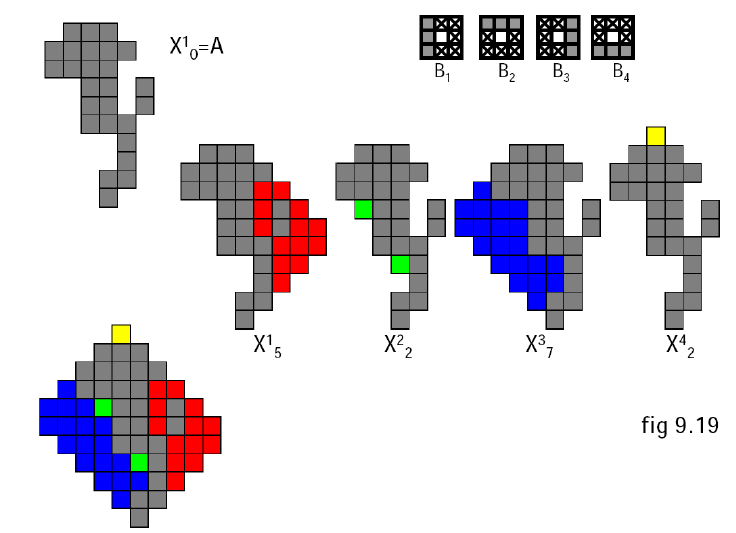 X¹₀=A
B₁ B₂ B₃ B₄
X¹₅ X²₂ X³₇ X⁴₂
fig 9.19